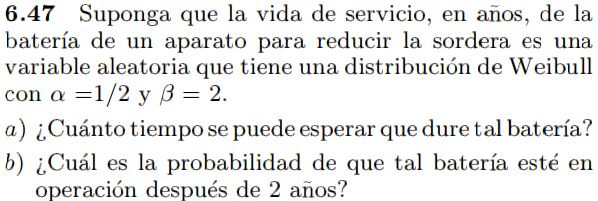 6.47 Suponga que la vida de servicio, en años, de la
batería de un aparato para reducir la sordera es una
variable aleatoria que tiene una distribución de Weibull
con α =1/2 y β = 2.
a) ¿Cuánto tiempo se puede esperar que dure tal batería?
b) ¿Cuál es la probabilidad de que tal batería esté en
operación después de 2 años?